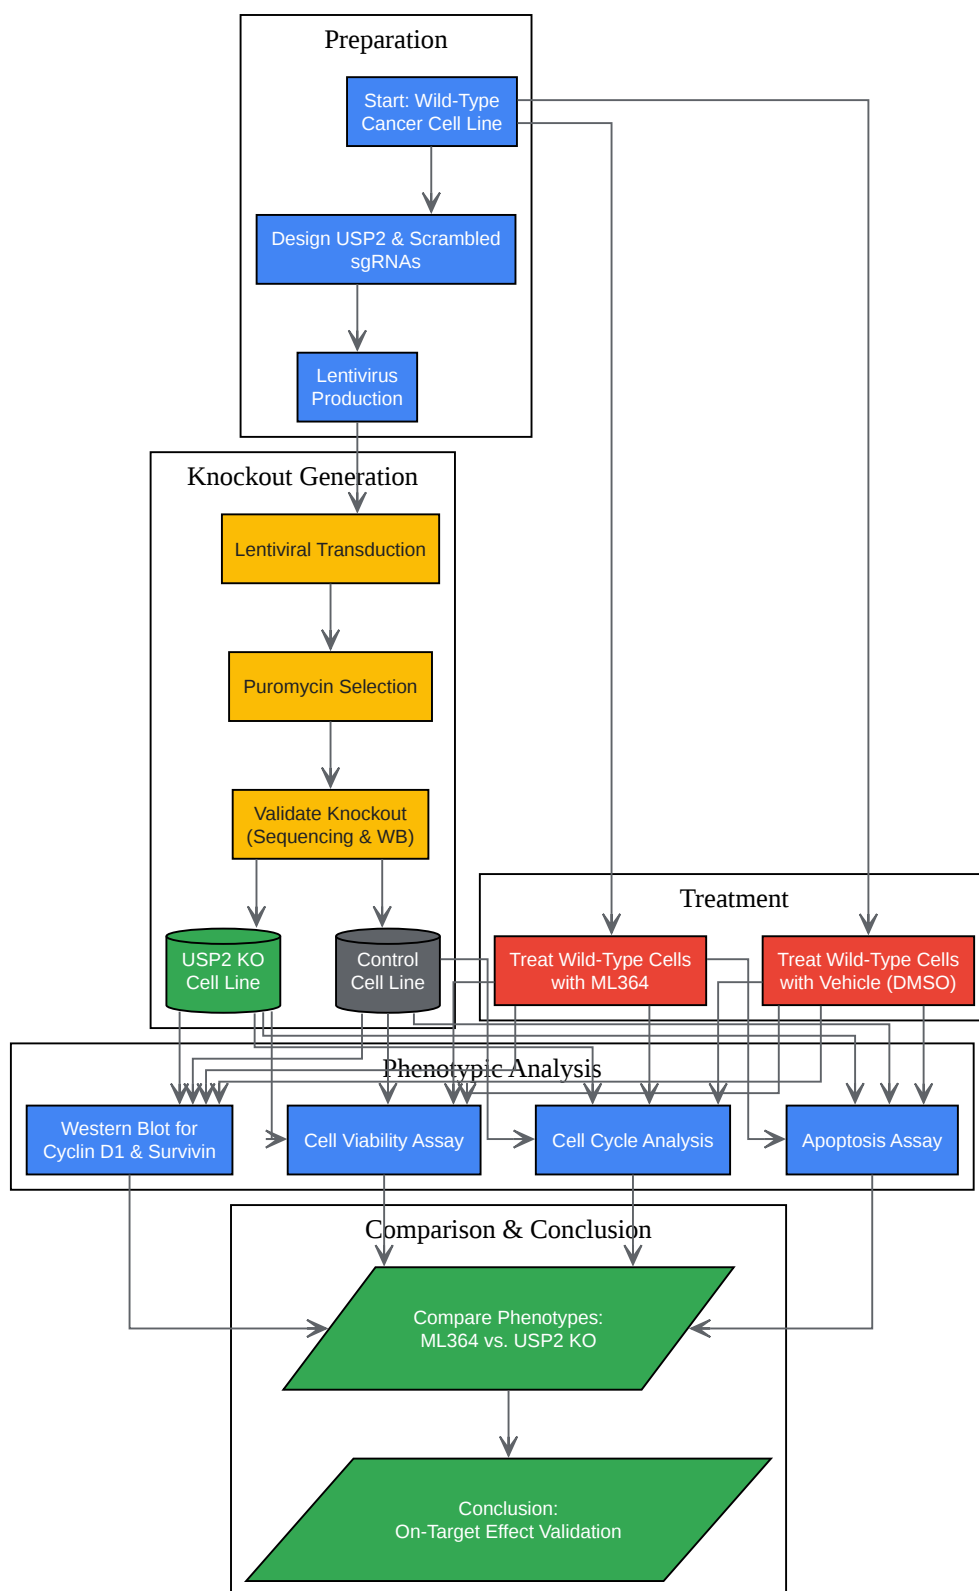 Preparation
Start: Wild-Type
Cancer Cell Line
Design USP2 & Scrambled
sgRNAs
Lentivirus
Production
Knockout Generation
Lentiviral Transduction
Puromycin Selection
Validate Knockout
(Sequencing & WB)
USP2 KO
Cell Line
Control
Cell Line
Treatment
Treat Wild-Type Cells
with ML364
Treat Wild-Type Cells
with Vehicle (DMSO)
Phenotypic Analysis
Western Blot for
Cyclin D1 & Survivin
Cell Viability Assay
Cell Cycle Analysis
Apoptosis Assay
Comparison & Conclusion
Compare Phenotypes:
ML364 vs. USP2 KO
Conclusion:
On-Target Effect Validation